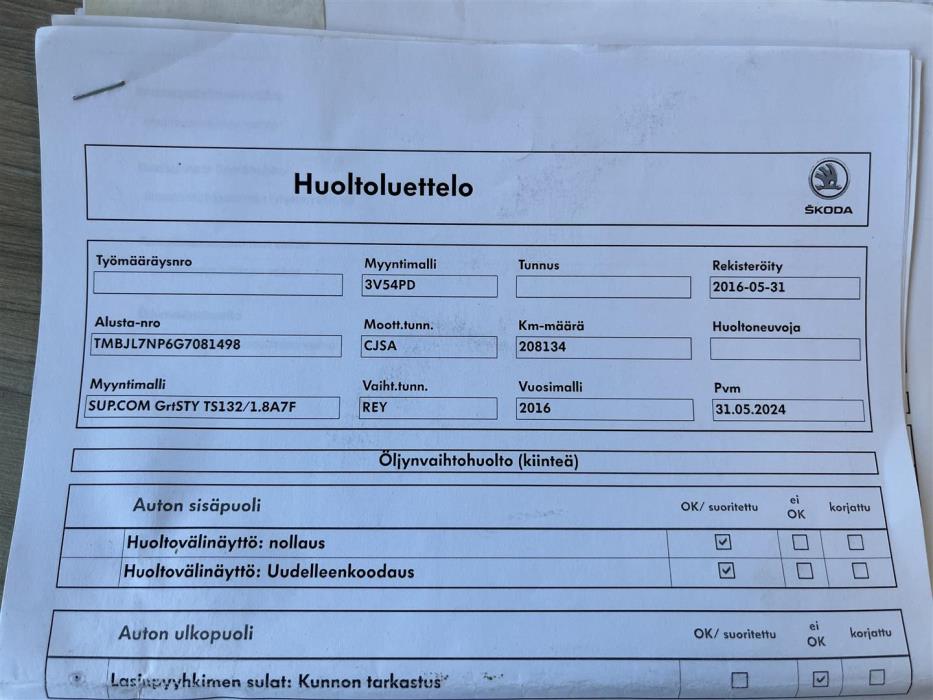 Huoltoluettelo
ŠKODA
Työmääräysnro Myyntimalli Tunnus Rekisteröity
3V54PD 2016-05-31
Alusta-nro Moott.tunn. Km-määrä Huoltoneuvoja
TMBJL7NP6G7081498 CJSA 208134
Myyntimalli Vaiht.tunn. Vuosimalli Pvm
SUP.COM GrtSTY TS132/1.8A7F REY 2016 31.05.2024
Öljynvaihtohuolto (kiinteä)
Auton sisäpuoli OK/ suoritettu ei OK korjattu
Huoltovälinäyttö: nollaus
Huoltovälinäyttö: Uudelleenkoodaus
Auton ulkopuoli OK/ suoritettu ei OK korjattu
Lasiupyyhkimen sulat: Kunnon tarkastus